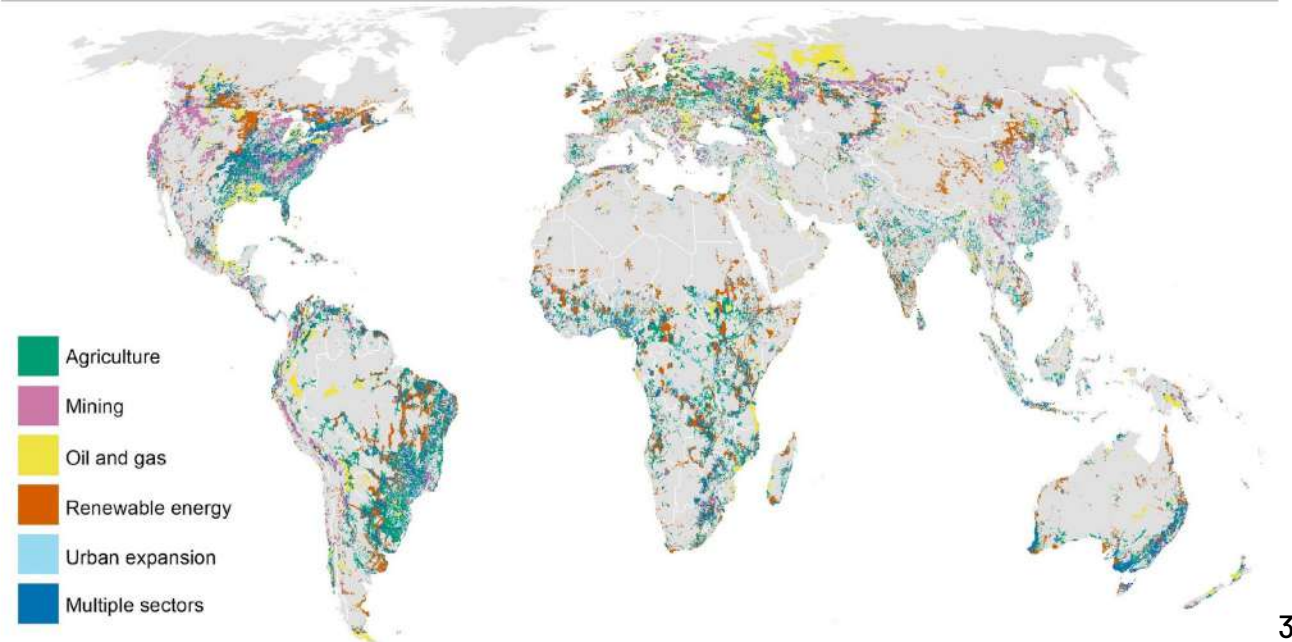 Agriculture
Mining
Oil and gas
Renewable energy
Urban expansion
Multiple sectors
3